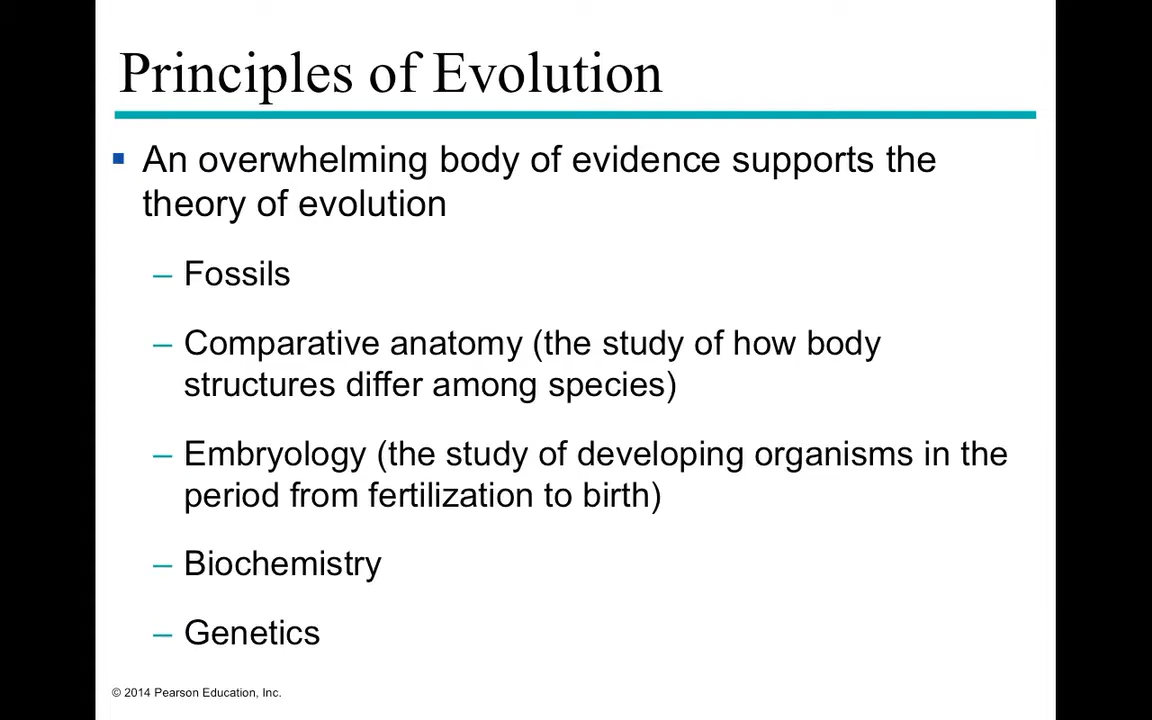 Principles of Evolution
▪ An overwhelming body of evidence supports the
theory of evolution
– Fossils
– Comparative anatomy (the study of how body
structures differ among species)
– Embryology (the study of developing organisms in the
period from fertilization to birth)
– Biochemistry
– Genetics
© 2014 Pearson Education, Inc.